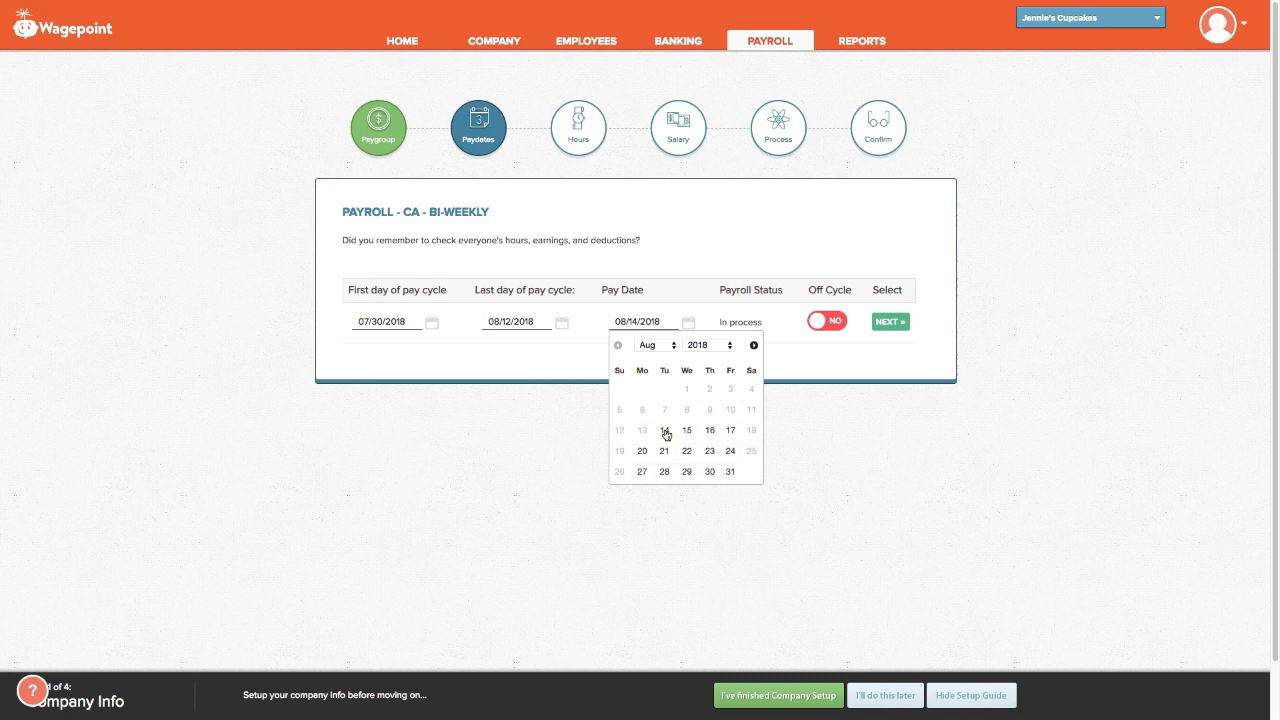 Wagepoint
Jennie's Cupcakes
HOME COMPANY EMPLOYEES BANKING PAYROLL REPORTS
$ 3 $ $
Paygroup Paydates Hours Salary Process Confirm
PAYROLL - CA - BI-WEEKLY
Did you remember to check everyone's hours, earnings, and deductions?
First day of pay cycle Last day of pay cycle: Pay Date Payroll Status Off Cycle Select
07/30/2018 08/12/2018 08/14/2018 In process NO NEXT »
Aug 2018
Su Mo Tu We Th Fr Sa
1 2 3 4
5 6 7 8 9 10 11
12 13 14 15 16 17 18
19 20 21 22 23 24 25
26 27 28 29 30 31
? 1 of 4:
ompany Info
Setup your company info before moving on...
I've finished Company Setup I'll do this later Hide Setup Guide